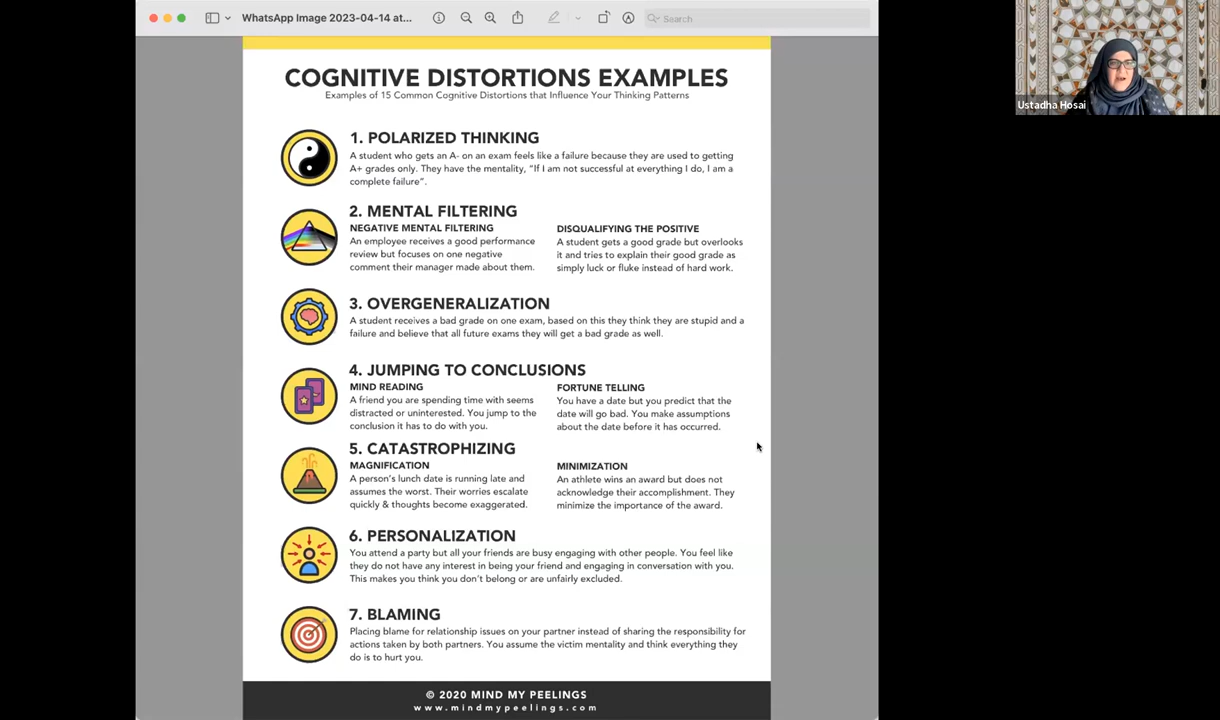 WhatsApp Image 2023-04-14 at...
Search
Ustadha Hosai
COGNITIVE DISTORTIONS EXAMPLES
Examples of 15 Common Cognitive Distortions that Influence Your Thinking Patterns
1. POLARIZED THINKING
A student who gets an A- on an exam feels like a failure because they are used to getting
A+ grades only. They have the mentality, “If I am not successful at everything I do, I am a
complete failure”.
2. MENTAL FILTERING
NEGATIVE MENTAL FILTERING
An employee receives a good performance
review but focuses on one negative
comment their manager made about them.
DISQUALIFYING THE POSITIVE
A student gets a good grade but overlooks
it and tries to explain their good grade as
simply luck or fluke instead of hard work.
3. OVERGENERALIZATION
A student receives a bad grade on one exam, based on this they think they are stupid and a
failure and believe that all future exams they will get a bad grade as well.
4. JUMPING TO CONCLUSIONS
MIND READING
A friend you are spending time with seems
distracted or uninterested. You jump to the
conclusion it has to do with you.
FORTUNE TELLING
You have a date but you predict that the
date will go bad. You make assumptions
about the date before it has occurred.
5. CATASTROPHIZING
MAGNIFICATION
A person's lunch date is running late and
assumes the worst. Their worries escalate
quickly & thoughts become exaggerated.
MINIMIZATION
An athlete wins an award but does not
acknowledge their accomplishment. They
minimize the importance of the award.
6. PERSONALIZATION
You attend a party but all your friends are busy engaging with other people. You feel like
they do not have any interest in being your friend and engaging in conversation with you.
This makes you think you don't belong or are unfairly excluded.
7. BLAMING
Placing blame for relationship issues on your partner instead of sharing the responsibility for
actions taken by both partners. You assume the victim mentality and think everything they
do is to hurt you.
© 2020 MIND MY PEELINGS
www.mindmypeelings.com